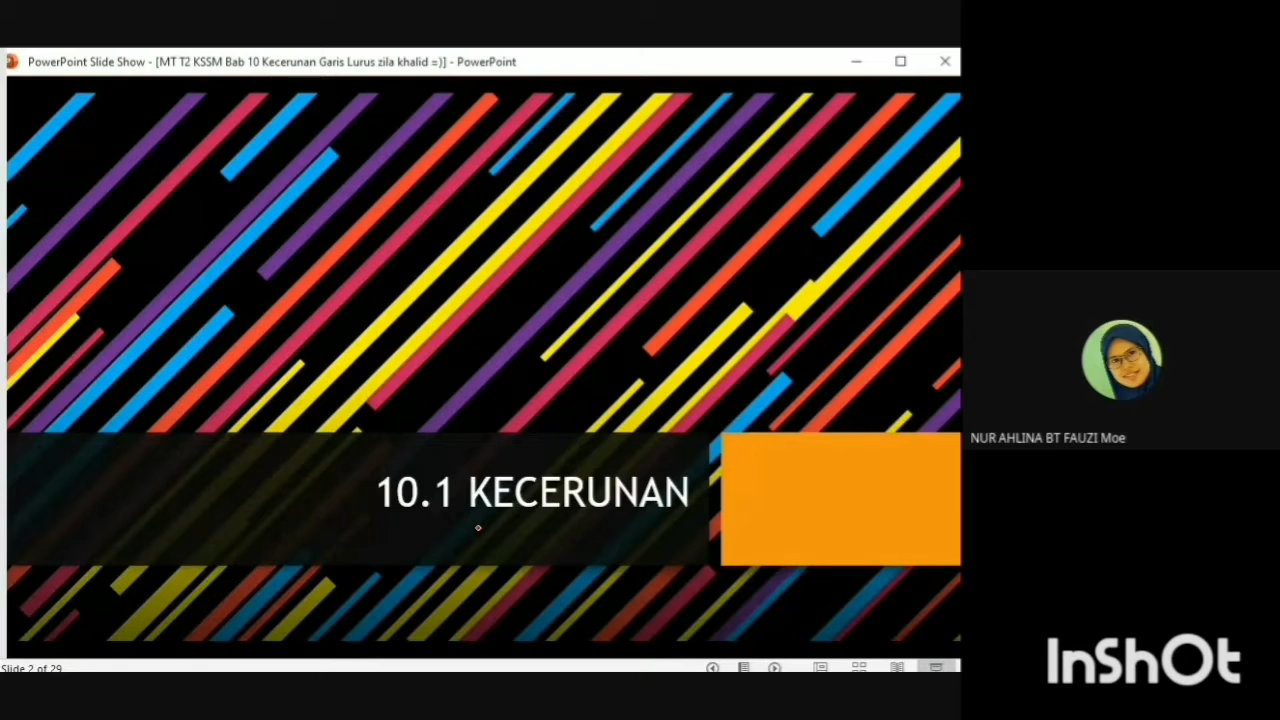 PowerPoint Slide Show - [MT T2 KSSM Bab 10 Kecerunan Garis Lurus zila khalid =)] - PowerPoint
10.1 KECERUNAN
NUR AHLINA BT FAUZI Moe
Slide 2 of 29
InShOt